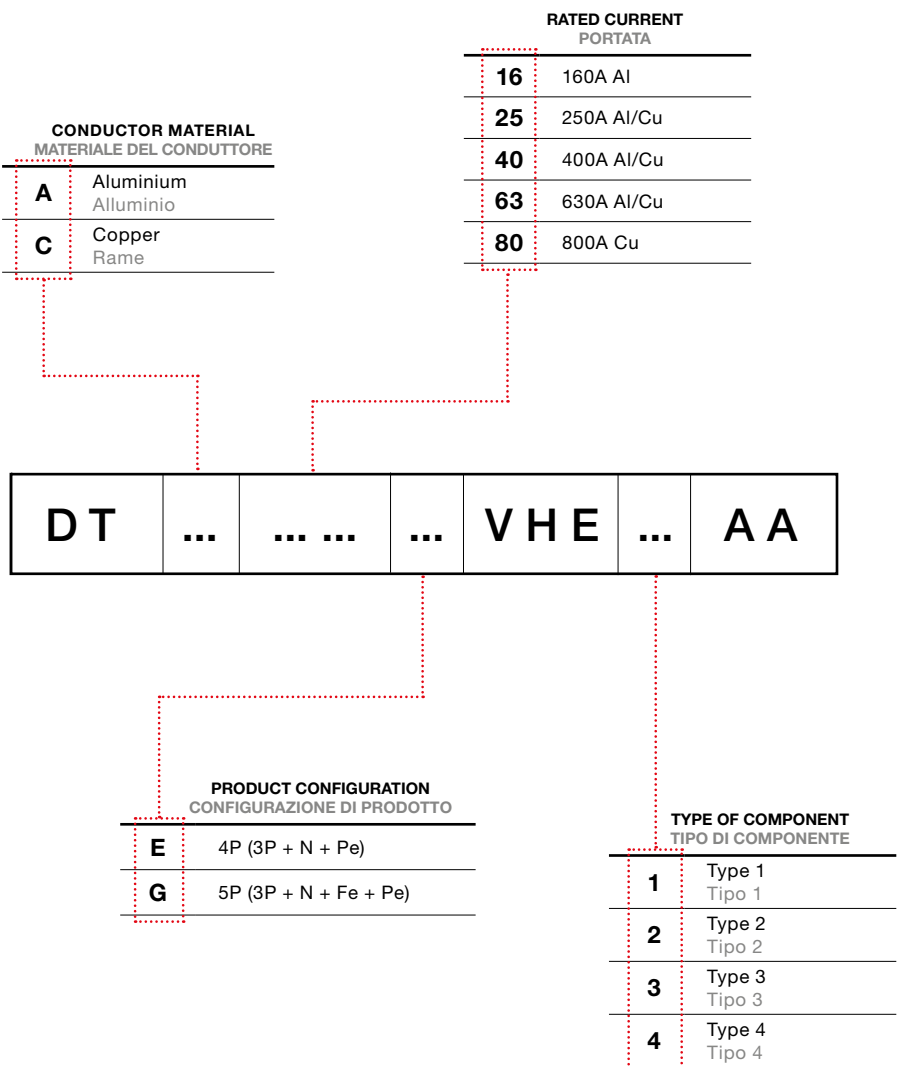 RATED CURRENT
PORTATA
16 160A Al
25 250A Al/Cu
40 400A Al/Cu
63 630A Al/Cu
80 800A Cu
CONDUCTOR MATERIAL
MATERIALE DEL CONDUTTORE
A Aluminium
Alluminio
C Copper
Rame
DT ... ... ... ... VHE ... AA
PRODUCT CONFIGURATION
CONFIGURAZIONE DI PRODOTTO
E 4P (3P + N + Pe)
G 5P (3P + N + Fe + Pe)
TYPE OF COMPONENT
TIPO DI COMPONENTE
1 Type 1
Tipo 1
2 Type 2
Tipo 2
3 Type 3
Tipo 3
4 Type 4
Tipo 4